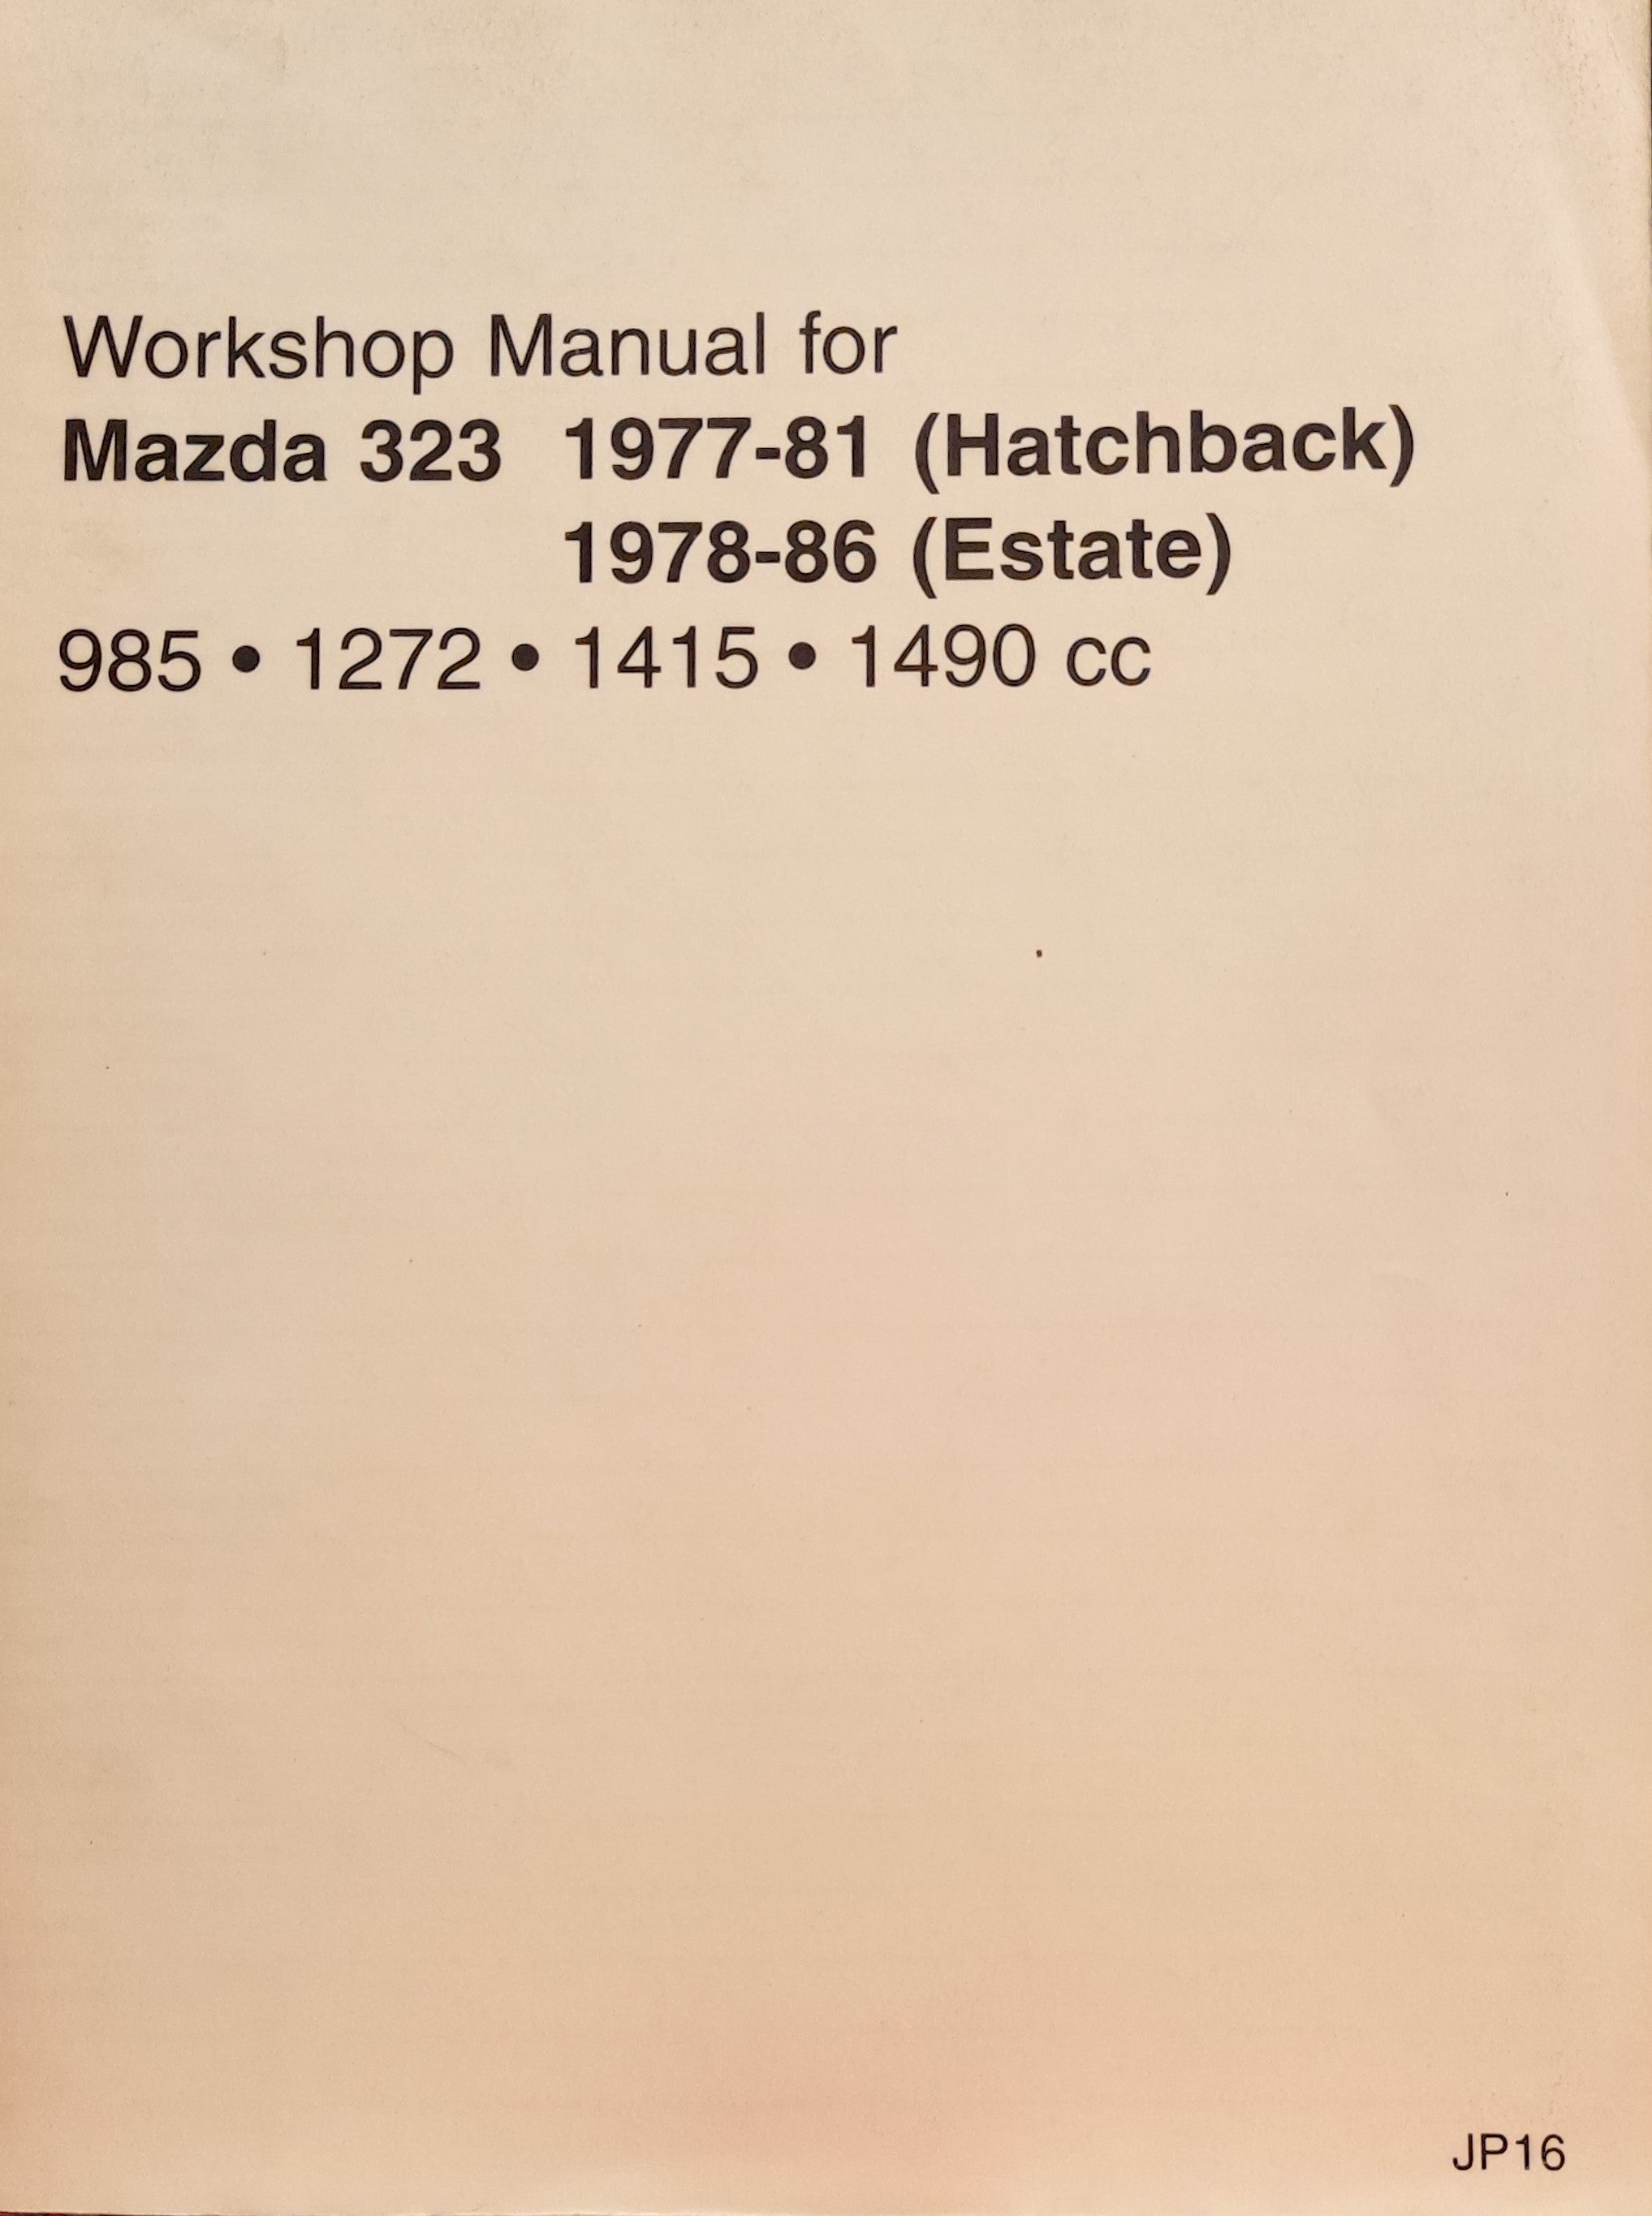 Workshop Manual for
Mazda 323 1977-81 (Hatchback)
1978-86 (Estate)
985 • 1272 • 1415 • 1490 cc
JP16